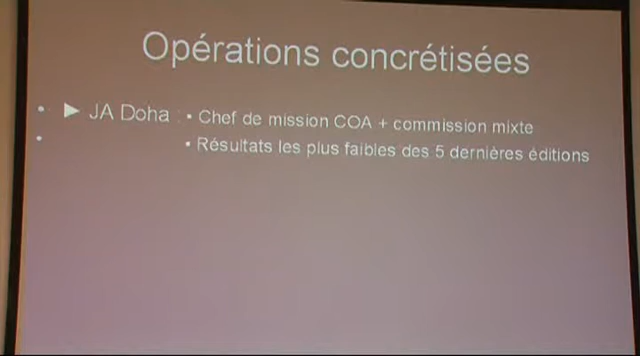 Opérations concrétisées
• ► JA Doha : • Chef de mission COA + commission mixte
• • Résultats les plus faibles des 5 dernières éditions